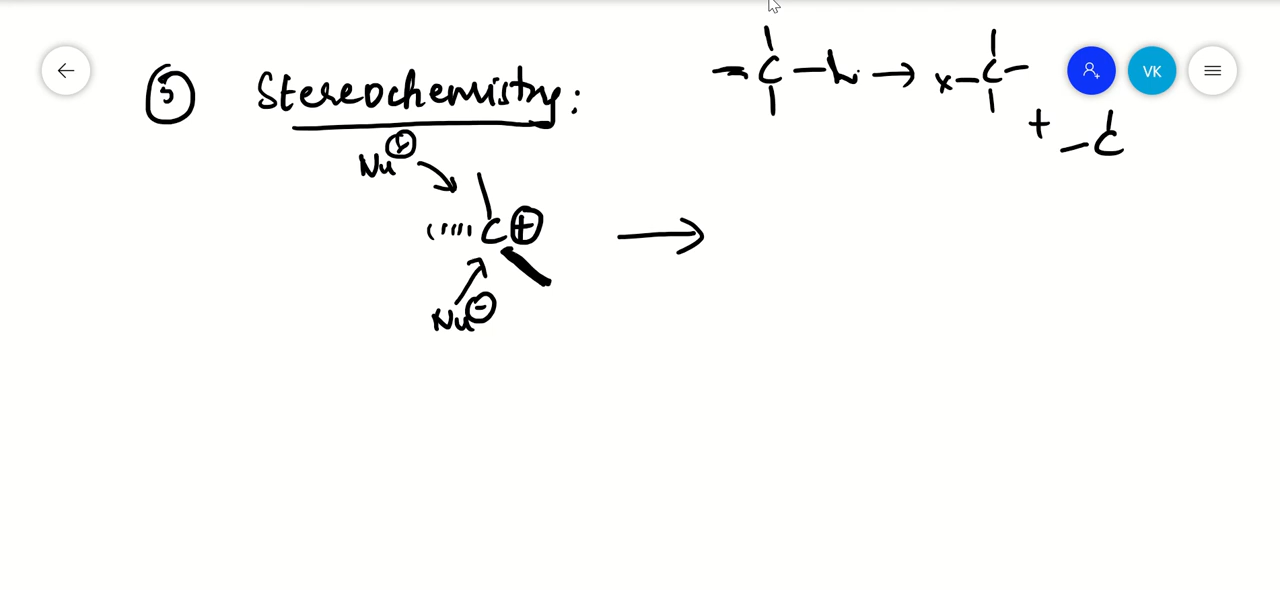 ⑤ Stereochemistry:
— C — L → x — C —
+ — C
Nu⊖
C⊕ →
Nu⊖
VK